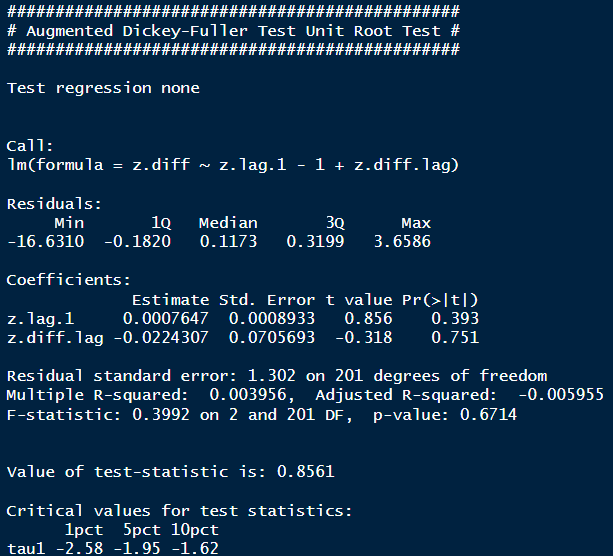 ###############################################
# Augmented Dickey-Fuller Test Unit Root Test #
###############################################
Test regression none
Call:
lm(formula = z.diff ~ z.lag.1 - 1 + z.diff.lag)
Residuals:
     Min       1Q   Median       3Q      Max
-16.6310  -0.1820   0.1173   0.3199   3.6586
Coefficients:
             Estimate Std. Error t value Pr(>|t|)
z.lag.1     0.0007647  0.0008933   0.856    0.393
z.diff.lag -0.0224307  0.0705693  -0.318    0.751
Residual standard error: 1.302 on 201 degrees of freedom
Multiple R-squared:  0.003956,  Adjusted R-squared:  -0.005955
F-statistic: 0.3992 on 2 and 201 DF,  p-value: 0.6714
Value of test-statistic is: 0.8561
Critical values for test statistics:
      1pct  5pct 10pct
tau1 -2.58 -1.95 -1.62